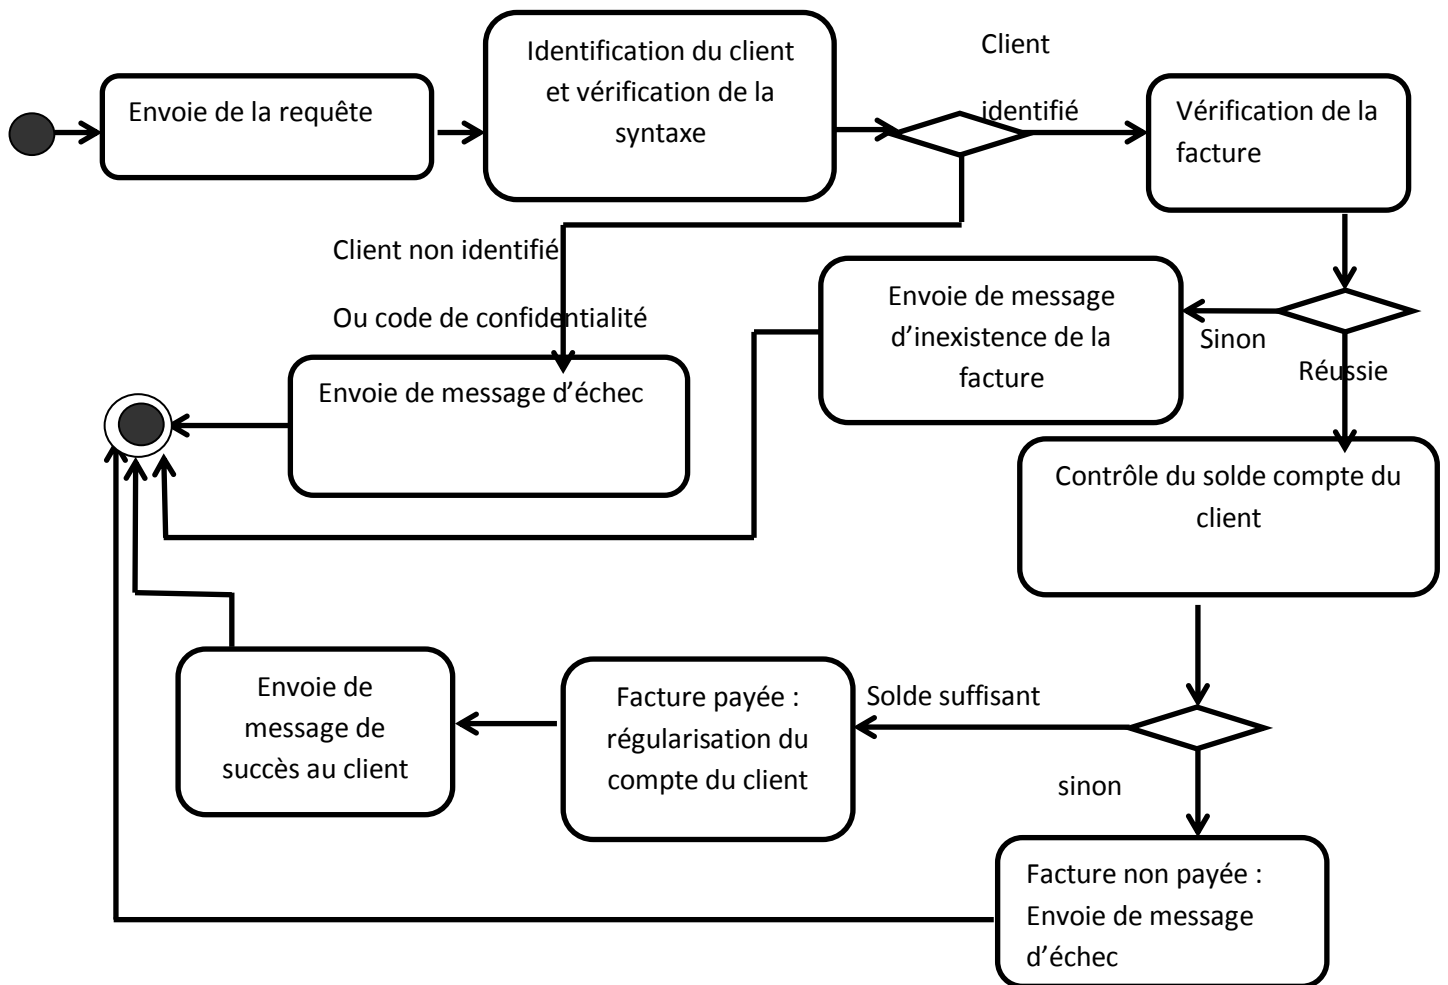 Envoie de la requête
Identification du client
et vérification de la
syntaxe
Client
identifié
Vérification de la
facture
Client non identifié
Ou code de confidentialité
Envoie de message
d’inexistence de la
facture
Sinon
Réussie
Envoie de message d’échec
Contrôle du solde compte du
client
Envoie de
message de
succès au client
Facture payée :
régularisation du
compte du client
Solde suffisant
sinon
Facture non payée :
Envoie de message
d’échec